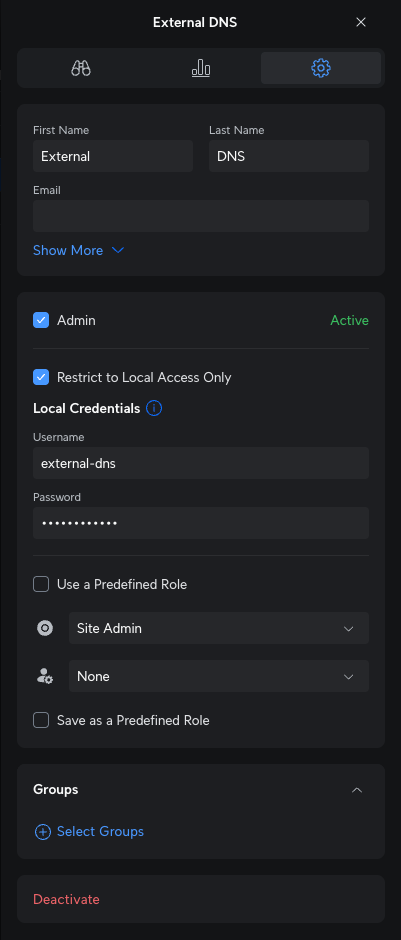 External DNS
First Name
Last Name
External
DNS
Email
Show More
Admin
Active
Restrict to Local Access Only
Local Credentials
Username
external-dns
Password
••••••••••••
Use a Predefined Role
Site Admin
None
Save as a Predefined Role
Groups
Select Groups
Deactivate